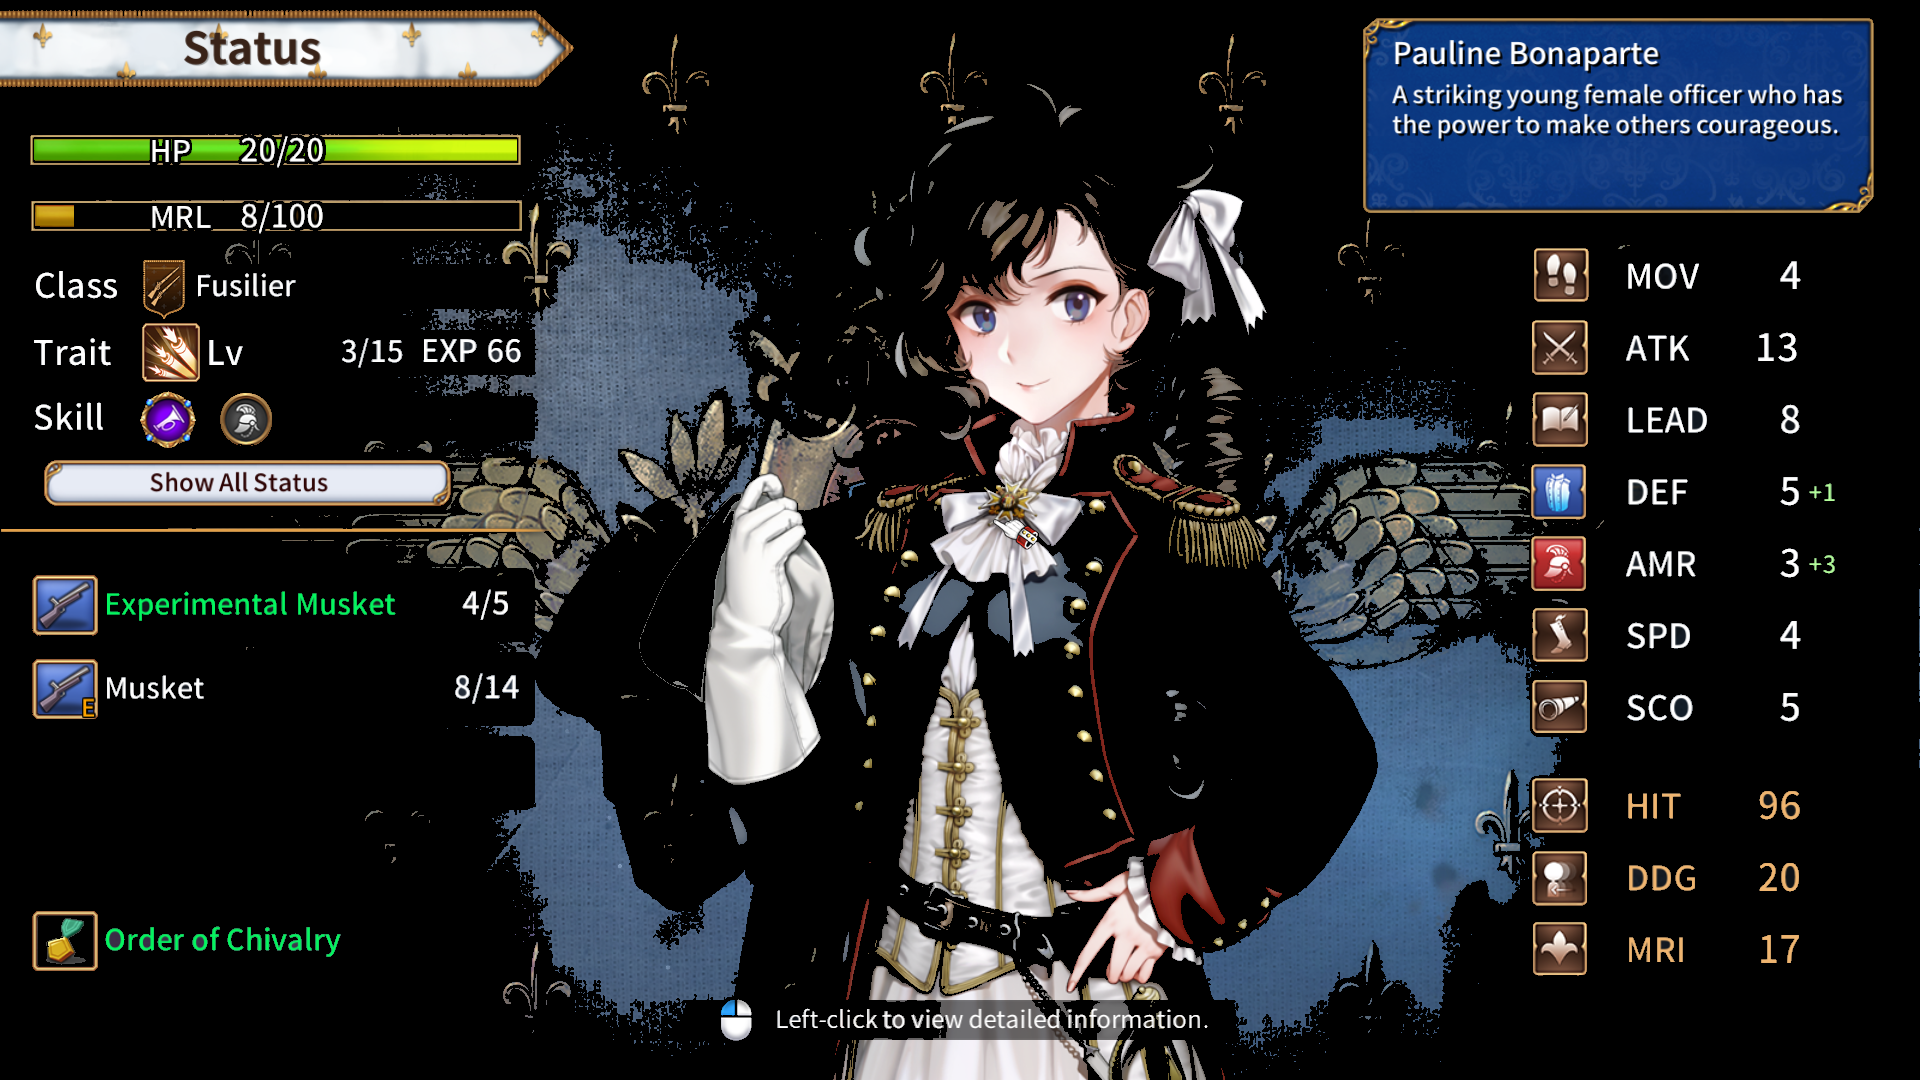 Status
Pauline Bonaparte
A striking young female officer who has
the power to make others courageous.
HP 20/20
MRL 8/100
Class Fusilier
Trait Lv 3/15 EXP 66
Skill
Show All Status
Experimental Musket 4/5
E Musket 8/14
Order of Chivalry
MOV 4
ATK 13
LEAD 8
DEF 5 +1
AMR 3 +3
SPD 4
SCO 5
HIT 96
DDG 20
MRI 17
Left-click to view detailed information.